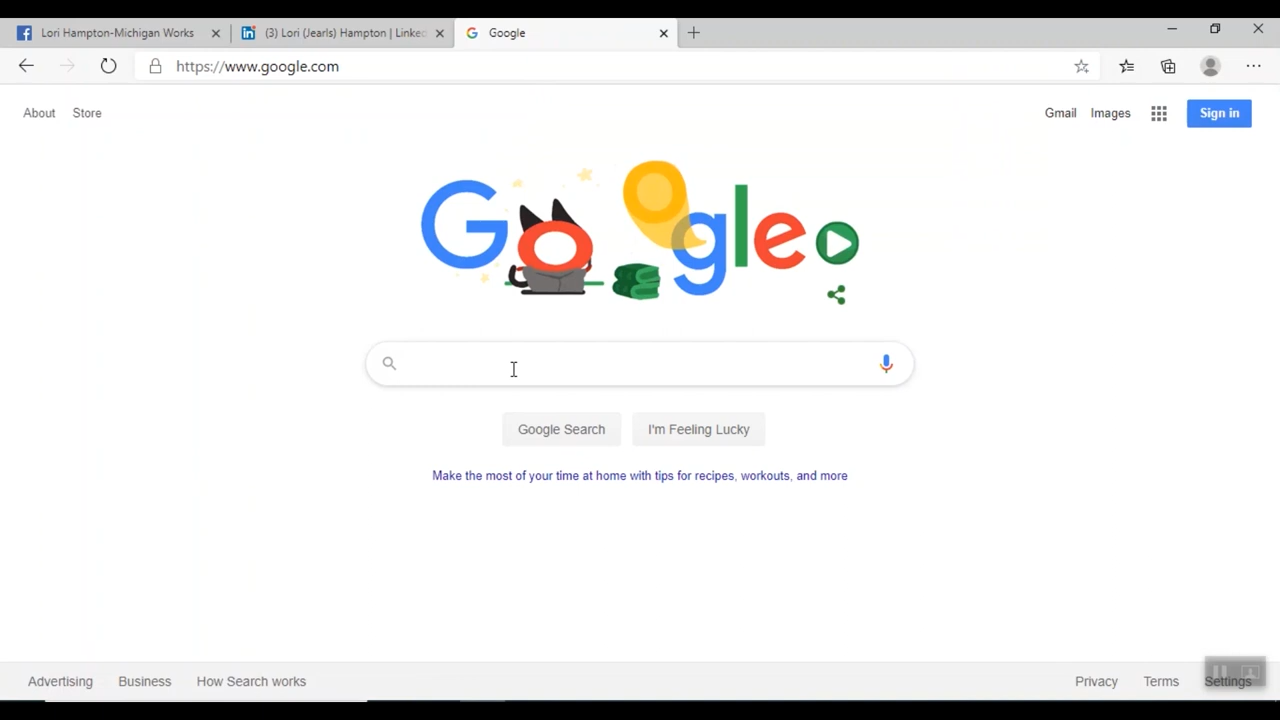 Lori Hampton-Michigan Works
(3) Lori (Jearls) Hampton | Linke
Google
https://www.google.com
About Store
Gmail Images Sign in
Google
Google Search I'm Feeling Lucky
Make the most of your time at home with tips for recipes, workouts, and more
Advertising Business How Search works
Privacy Terms Settings